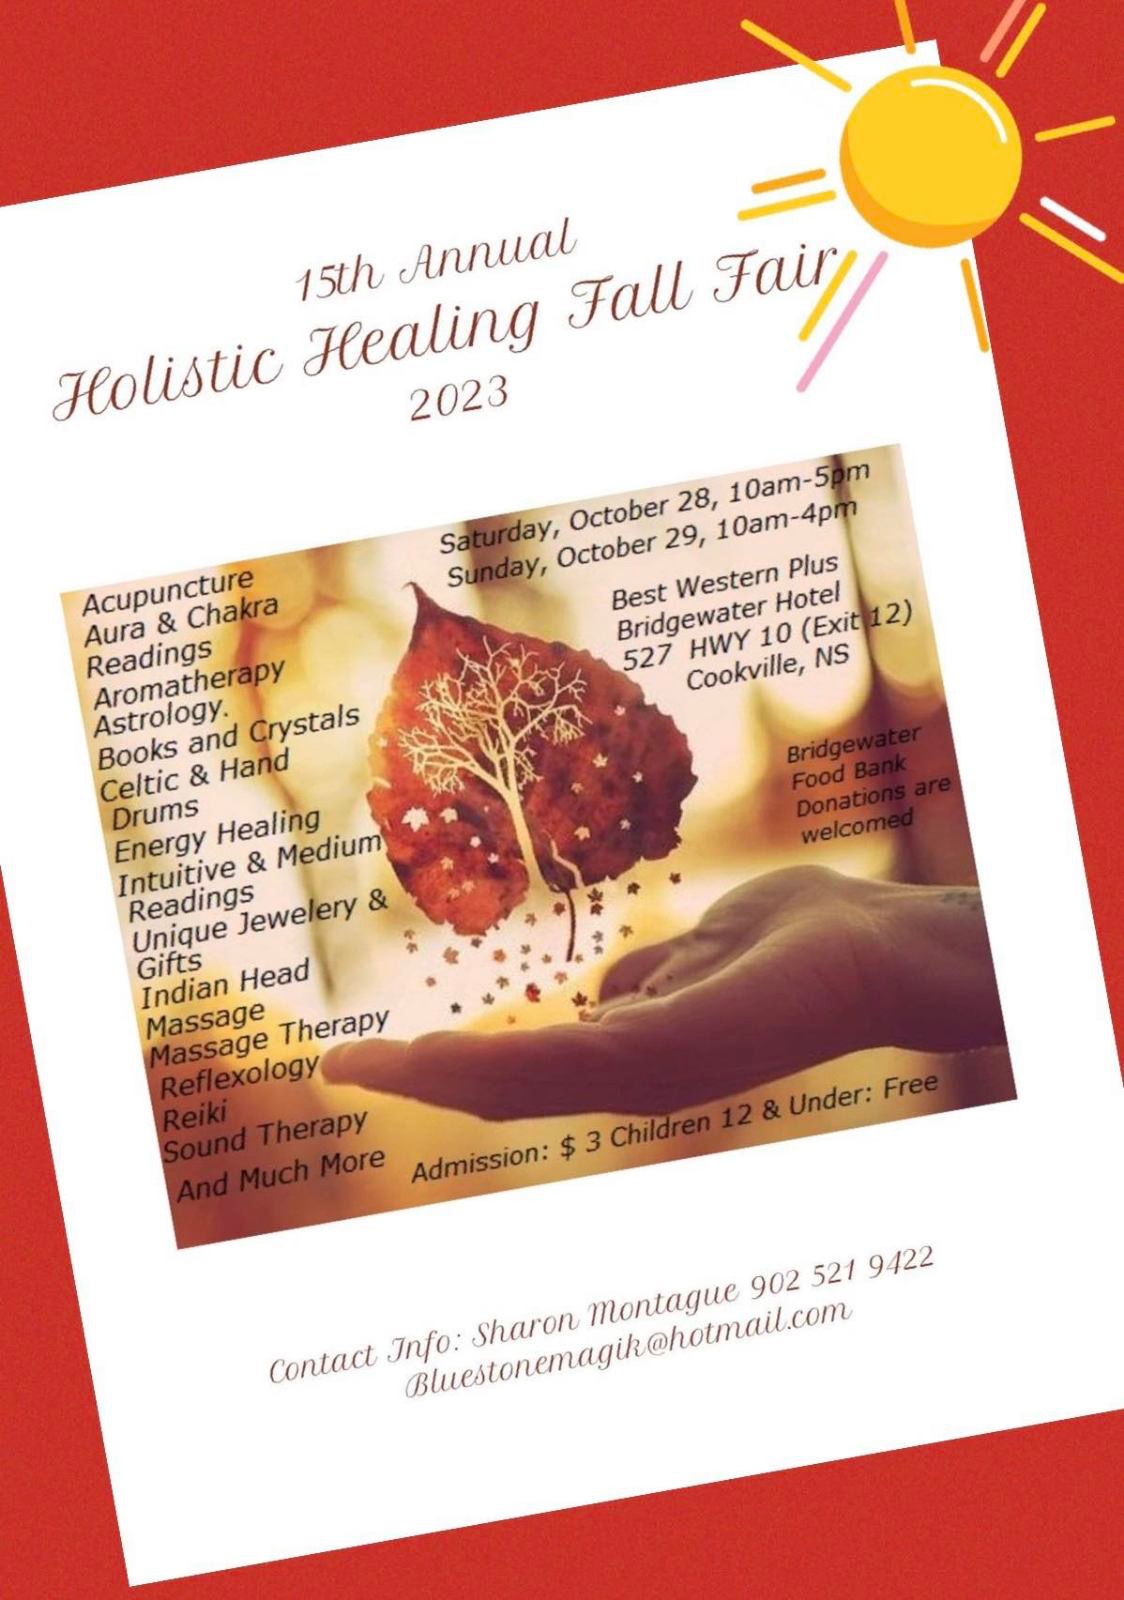 15th Annual
Holistic Healing Fall Fair
2023
Saturday, October 28, 10am-5pm
Sunday, October 29, 10am-4pm
Best Western Plus
Bridgewater Hotel
527 HWY 10 (Exit 12)
Cookville, NS
Bridgewater
Food Bank
Donations are
welcomed
Acupuncture
Aura & Chakra
Readings
Aromatherapy
Astrology.
Books and Crystals
Celtic & Hand
Drums
Energy Healing
Intuitive & Medium
Readings
Unique Jewelery &
Gifts
Indian Head
Massage
Massage Therapy
Reflexology
Reiki
Sound Therapy
And Much More
Admission: $ 3 Children 12 & Under: Free
Contact Info: Sharon Montague 902 521 9422
Bluestonemagik@hotmail.com